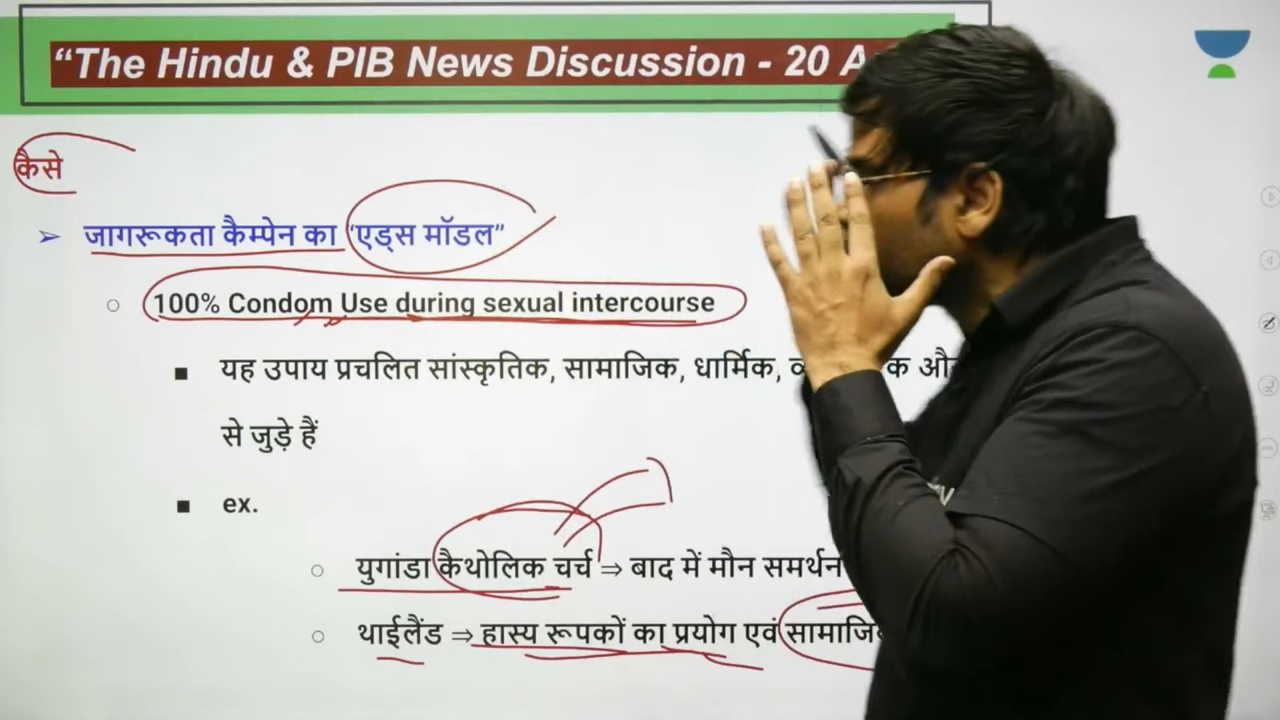 “The Hindu & PIB News Discussion - 20 A
कैसे
➢ जागरूकता कैम्पेन का “एड्स मॉडल”
○ 100% Condom Use during sexual intercourse
■ यह उपाय प्रचलित सांस्कृतिक, सामाजिक, धार्मिक,
से जुड़े हैं
■ ex.
○ युगांडा कैथोलिक चर्च ⇒ बाद में मौन समर्थन
○ थाईलैंड ⇒ हास्य रूपकों का प्रयोग एवं